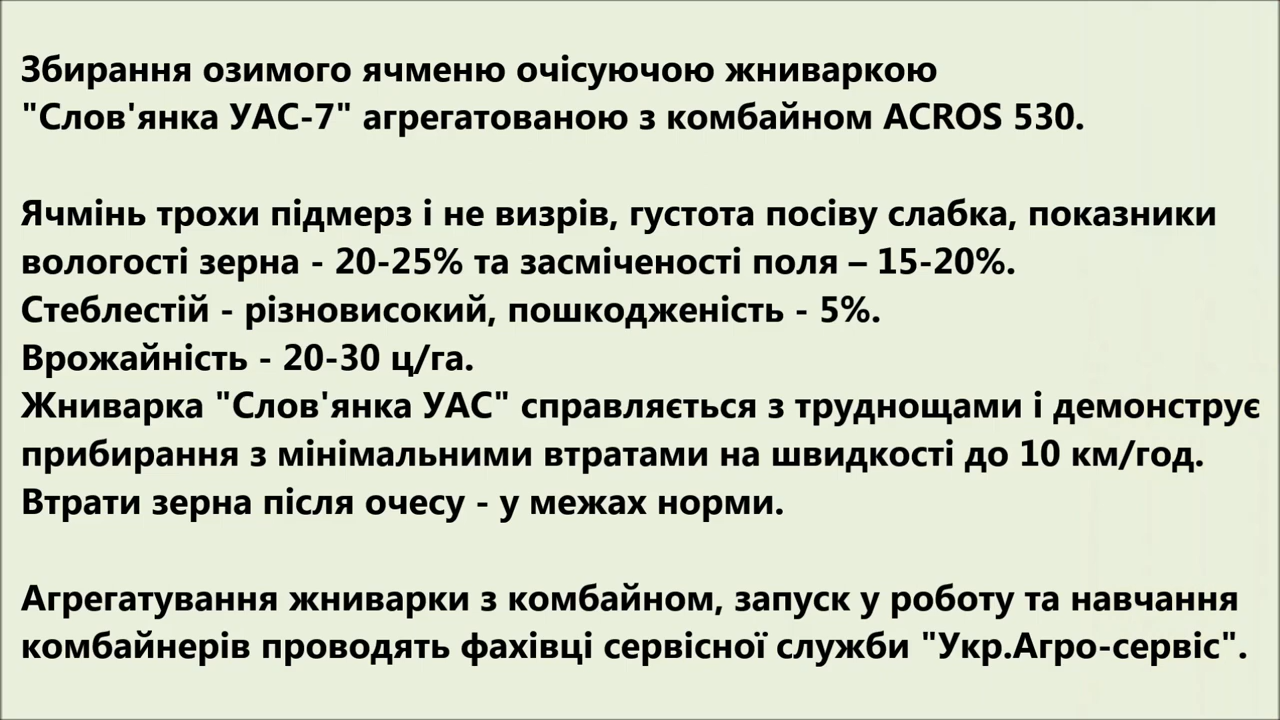 Збирання озимого ячменю очісуючою жниваркою
"Слов'янка УАС-7" агрегатованою з комбайном ACROS 530.
Ячмінь трохи підмерз і не визрів, густота посіву слабка, показники
вологості зерна - 20-25% та засміченості поля – 15-20%.
Стеблестій - різновисокий, пошкодженість - 5%.
Врожайність - 20-30 ц/га.
Жниварка "Слов'янка УАС" справляється з труднощами і демонструє
прибирання з мінімальними втратами на швидкості до 10 км/год.
Втрати зерна після очесу - у межах норми.
Агрегатування жниварки з комбайном, запуск у роботу та навчання
комбайнерів проводять фахівці сервісної служби "Укр.Агро-сервіс".